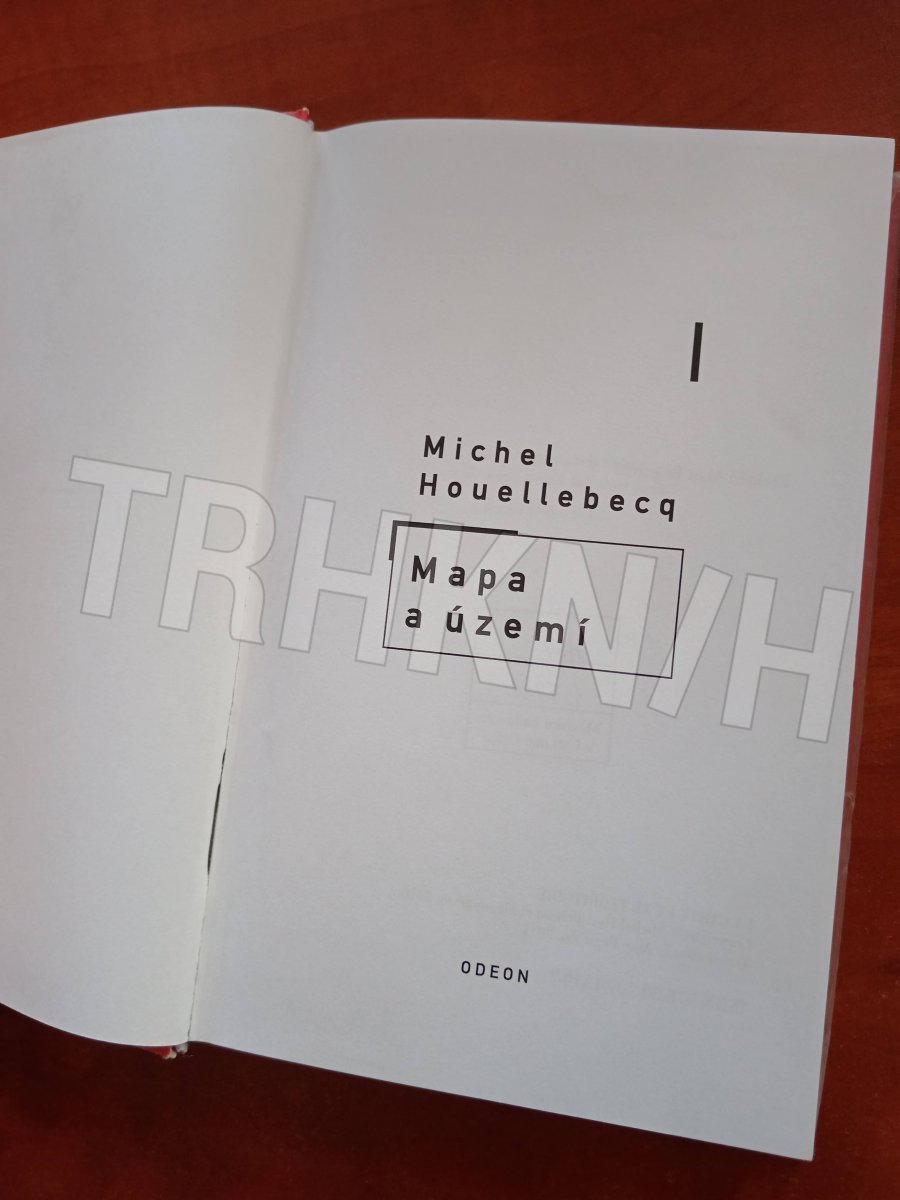 Michel
Houellebecq
Mapa
a území
TRHKNIH
ODEON